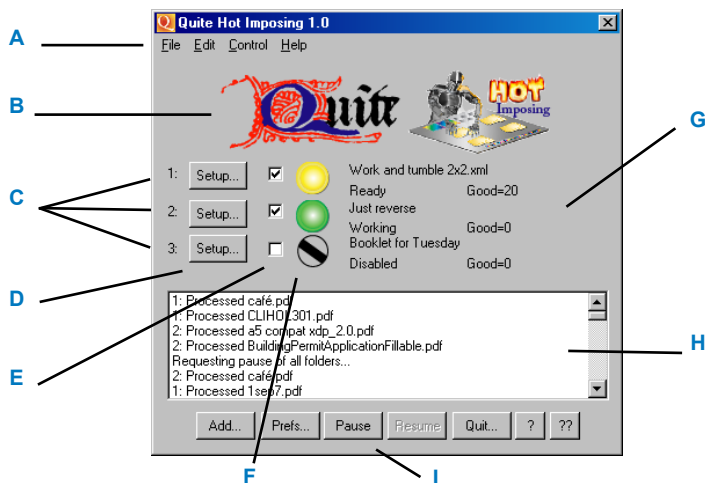 Quite Hot Imposing 1.0
A
File Edit Control Help
B
Quite
HOT
Imposing
G
C
1: Setup... Work and tumble 2x2.xml
Ready Good=20
2: Setup... Just reverse
Working Good=0
3: Setup... Booklet for Tuesday
Disabled Good=0
D
1: Processed café.pdf
1: Processed CLIHOL301.pdf
2: Processed a5 compat xdp_2.0.pdf
2: Processed BuildingPermitApplicationFillable.pdf
Requesting pause of all folders...
2: Processed café.pdf
1: Processed 1sep7.pdf
H
E
Add... Prefs... Pause Resume Quit... ? ??
F
I